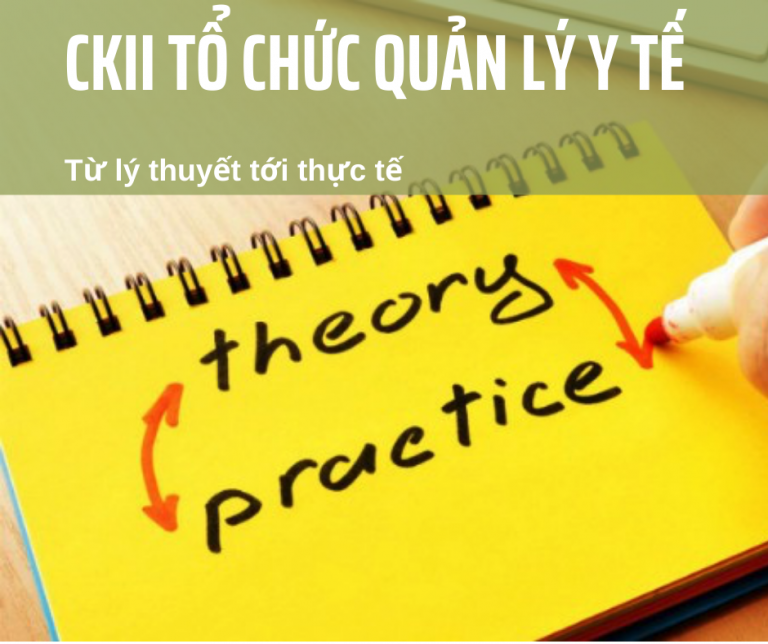 CKII TỔ CHỨC QUẢN LÝ Y TẾ
Từ lý thuyết tới thực tế
theory
practice